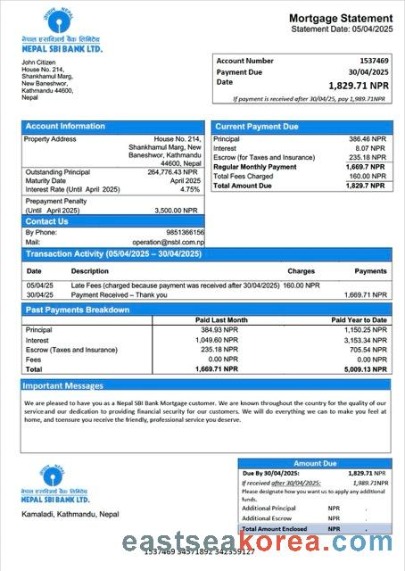 Mortgage Statement
Statement Date: 05/04/2025
नेपाल एसबिआई बैंक लिमिटेड
NEPAL SBI BANK LTD.
John Citizen
House No. 214,
Shankhamul Marg,
New Baneshwor,
Kathmandu 44600,
Nepal
Account Number 1537469
Payment Due 30/04/2025
Date 1,829.71 NPR
If payment is received after 30/04/25, pay 1,989.71NPR
Account Information
Property Address House No. 214,
Shankhamul Marg, New
Baneshwor, Kathmandu
44600, Nepal
Outstanding Principal 264,776.43 NPR
Maturity Date April 2025
Interest Rate (Until April 2025) 4.75%
Prepayment Penalty
(Until April 2025) 3,500.00 NPR
Contact Us
By Phone: 9851366156
Mail: operation@nsbl.com.np
Current Payment Due
Principal 386.46 NPR
Interest 8.07 NPR
Escrow (for Taxes and Insurance) 235.18 NPR
Regular Monthly Payment 1,669.7 NPR
Total Fees Charged 160.00 NPR
Total Amount Due 1,829.7 NPR
Transaction Activity (05/04/2025 – 30/04/2025)
Date Description Charges Payments
05/04/25 Late Fees (charged because payment was received after 30/04/2025) 160.00 NPR
30/04/25 Payment Received – Thank you 1,669.71 NPR
Past Payments Breakdown
Paid Last Month Paid Year to Date
Principal 384.93 NPR 1,150.25 NPR
Interest 1,049.60 NPR 3,153.34 NPR
Escrow (Taxes and Insurance) 235.18 NPR 705.54 NPR
Fees 0.00 NPR 0.00 NPR
Total 1,669.71 NPR 5,009.13 NPR
Important Messages
We are pleased to have you as a Nepal SBI Bank Mortgage customer. We are known throughout the country for the quality of our
service and our dedication to providing financial security for our customers. We will do everything we can to make you feel at
home, and toensure you receive the friendly, professional service you deserve.
नेपाल एसबिआई बैंक लिमिटेड
NEPAL SBI BANK LTD.
Kamaladi, Kathmandu, Nepal
Amount Due
Due By 30/04/2025: 1,829.71 NPR
If received after 30/04/2025: 1,989.71NPR
Please designate how you want us to apply any additional
funds.
Additional Principal NPR .
Additional Escrow NPR .
Total Amount Enclosed NPR .
eastseakorea.com
1537469 34571892 342359127